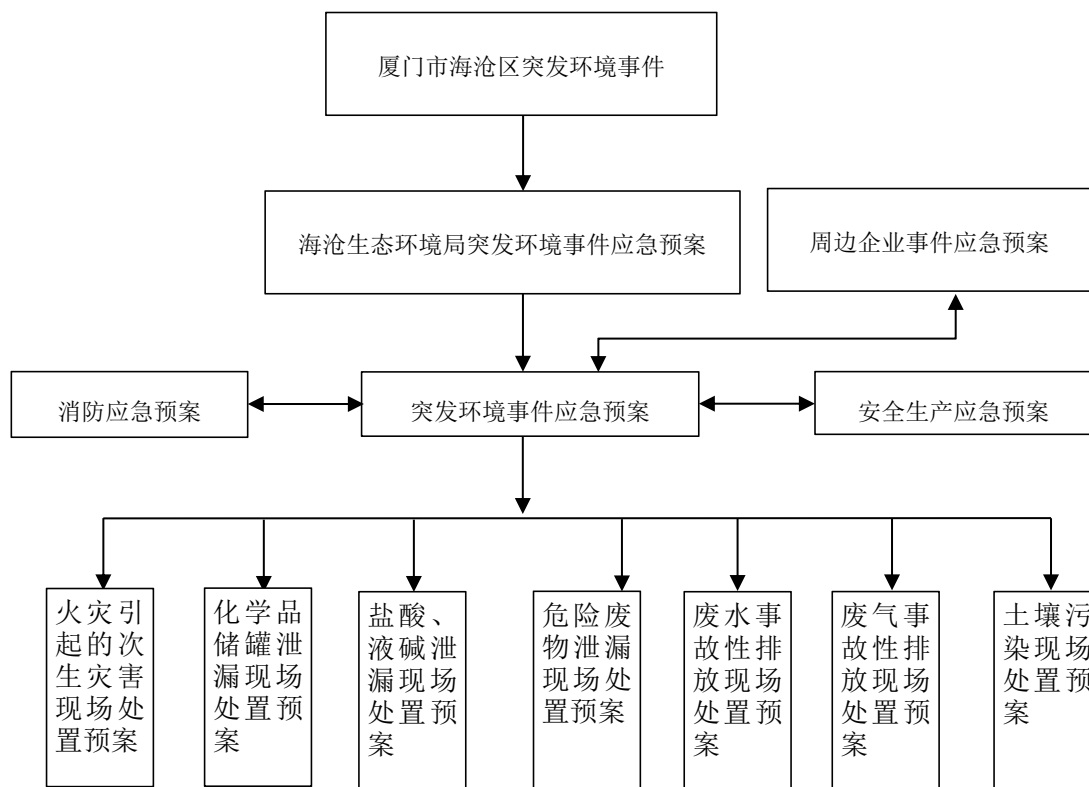 厦门市海沧区突发环境事件
海沧生态环境局突发环境事件应急预案
周边企业事件应急预案
消防应急预案
突发环境事件应急预案
安全生产应急预案
火灾引
起的次
生灾害
现场处
置预案
化学品
储罐泄
漏现场
处置预
案
盐酸、
液碱泄
漏现场
处置预
案
危险废
物泄漏
现场处
置预案
废水事
故性排
放现场
处置预
案
废气事
故性排
放现场
处置预
案
土壤污
染现场
处置预
案